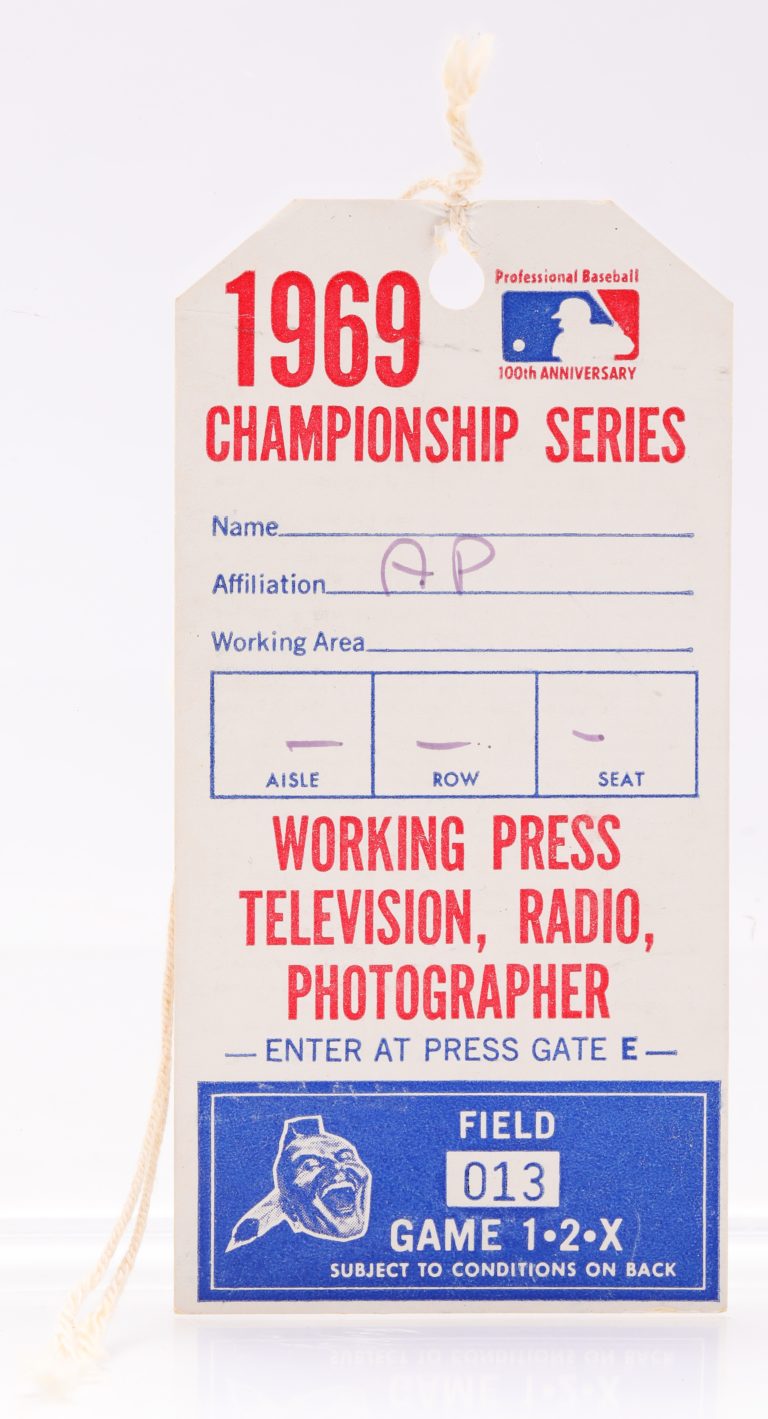 Professional Baseball
1969
100th ANNIVERSARY
CHAMPIONSHIP SERIES
Name
Affiliation AP
Working Area
— — -
AISLE ROW SEAT
WORKING PRESS
TELEVISION, RADIO,
PHOTOGRAPHER
— ENTER AT PRESS GATE E —
FIELD
013
GAME 1•2•X
SUBJECT TO CONDITIONS ON BACK